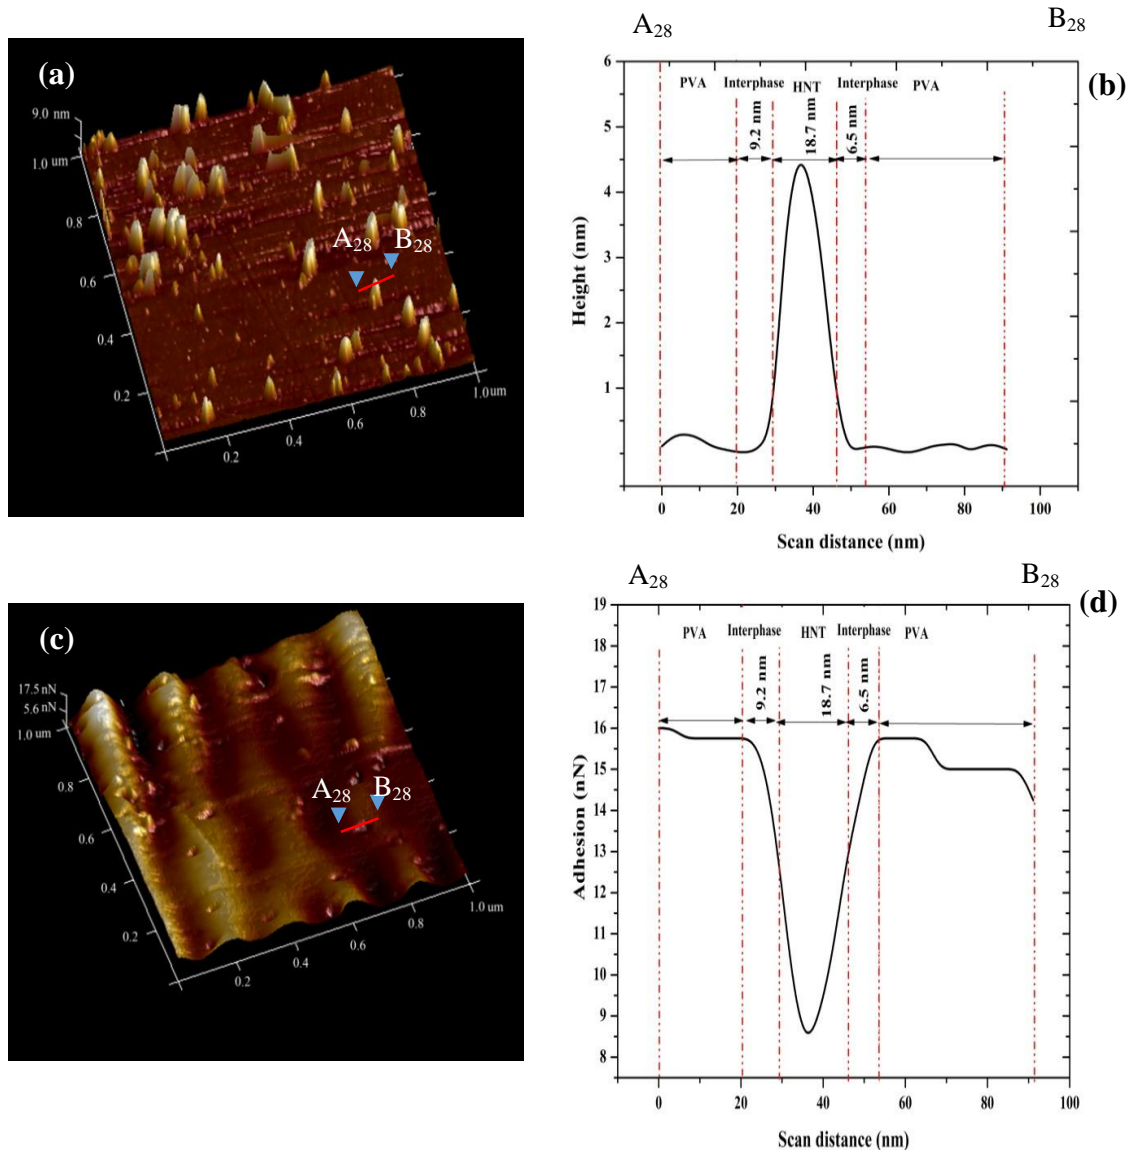 (a)
9.0 nm
1.0 um
0.8
0.6
0.4
0.2
0.2
0.4
0.6
0.8
1.0 um
A28
B28
A28
B28
(b)
6
5
4
3
2
1
Height (nm)
PVA
Interphase
HNT
Interphase
PVA
9.2 nm
18.7 nm
6.5 nm
0
20
40
60
80
100
Scan distance (nm)
(c)
17.5 nN
5.6 nN
1.0 um
0.8
0.6
0.4
0.2
0.2
0.4
0.6
0.8
1.0 um
A28
B28
A28
B28
(d)
19
18
17
16
15
14
13
12
11
10
9
8
Adhesion (nN)
PVA
Interphase
HNT
Interphase
PVA
9.2 nm
18.7 nm
6.5 nm
0
20
40
60
80
100
Scan distance (nm)